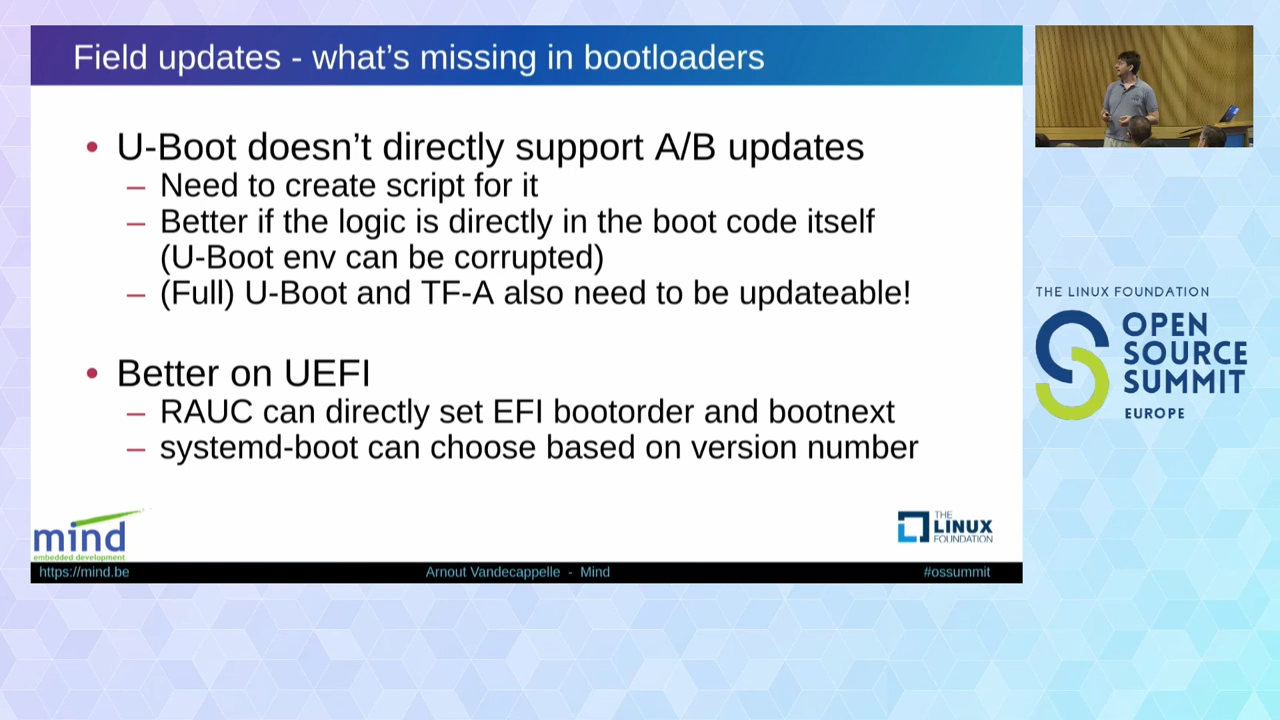 Field updates - what's missing in bootloaders
• U-Boot doesn't directly support A/B updates
– Need to create script for it
– Better if the logic is directly in the boot code itself
(U-Boot env can be corrupted)
– (Full) U-Boot and TF-A also need to be updateable!
• Better on UEFI
– RAUC can directly set EFI bootorder and bootnext
– systemd-boot can choose based on version number
mind
embedded development
THE
LINUX
FOUNDATION
https://mind.be
Arnout Vandecappelle - Mind
#ossummit
THE LINUX FOUNDATION
OPEN
SOURCE
SUMMIT
EUROPE